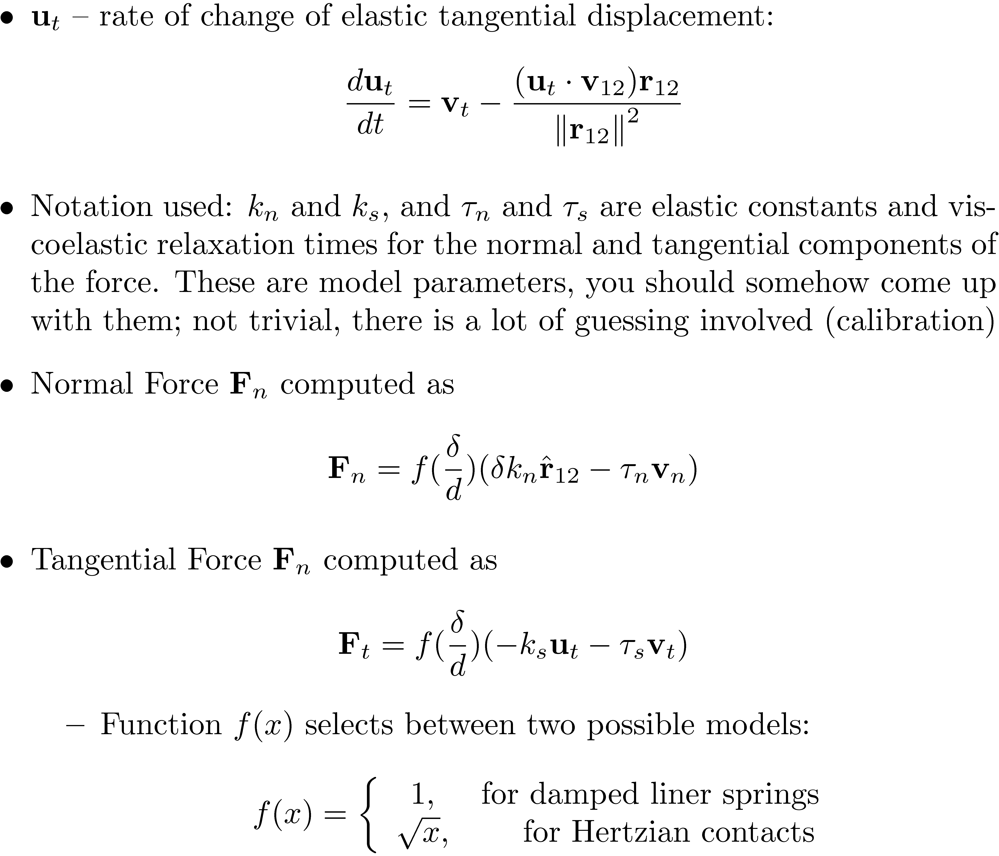 • $\mathbf{u}_t$ – rate of change of elastic tangential displacement:
$\frac{d\mathbf{u}_t}{dt} = \mathbf{v}_t - \frac{(\mathbf{u}_t \cdot \mathbf{v}_{12})\mathbf{r}_{12}}{\|\mathbf{r}_{12}\|^2}$
• Notation used: $k_n$ and $k_s$, and $\tau_n$ and $\tau_s$ are elastic constants and vis-
coelastic relaxation times for the normal and tangential components of
the force. These are model parameters, you should somehow come up
with them; not trivial, there is a lot of guessing involved (calibration)
• Normal Force $\mathbf{F}_n$ computed as
$\mathbf{F}_n = f(\frac{\delta}{d})(\delta k_n \hat{\mathbf{r}}_{12} - \tau_n \mathbf{v}_n)$
• Tangential Force $\mathbf{F}_n$ computed as
$\mathbf{F}_t = f(\frac{\delta}{d})(-k_s \mathbf{u}_t - \tau_s \mathbf{v}_t)$
– Function $f(x)$ selects between two possible models:
$f(x) = \begin{cases} 1, & \text{for damped liner springs} \\ \sqrt{x}, & \text{for Hertzian contacts} \end{cases}$